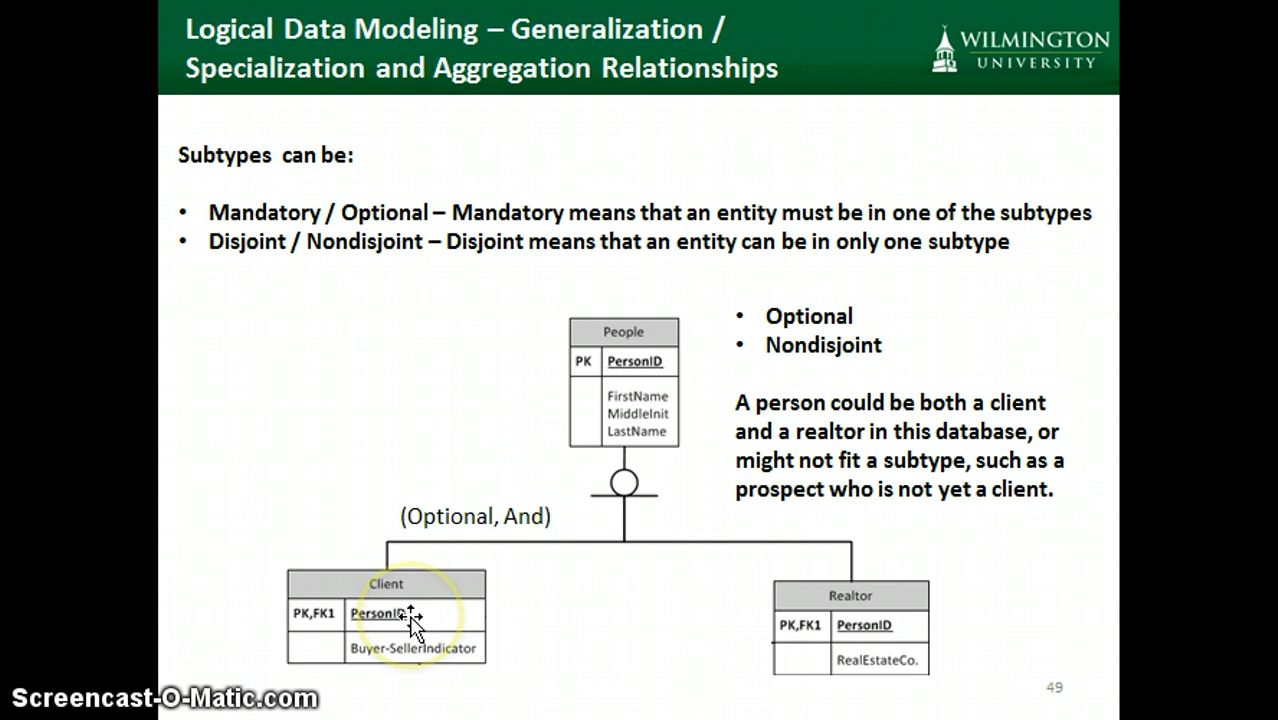 Logical Data Modeling – Generalization /
Specialization and Aggregation Relationships
WILMINGTON
UNIVERSITY
Subtypes can be:
• Mandatory / Optional – Mandatory means that an entity must be in one of the subtypes
• Disjoint / Nondisjoint – Disjoint means that an entity can be in only one subtype
• Optional
• Nondisjoint
A person could be both a client
and a realtor in this database, or
might not fit a subtype, such as a
prospect who is not yet a client.
People
PK PersonID
FirstName
MiddleInit
LastName
(Optional, And)
Client
PK,FK1 PersonID
Buyer-SellerIndicator
Realtor
PK,FK1 PersonID
RealEstateCo.
49
Screencast-O-Matic.com